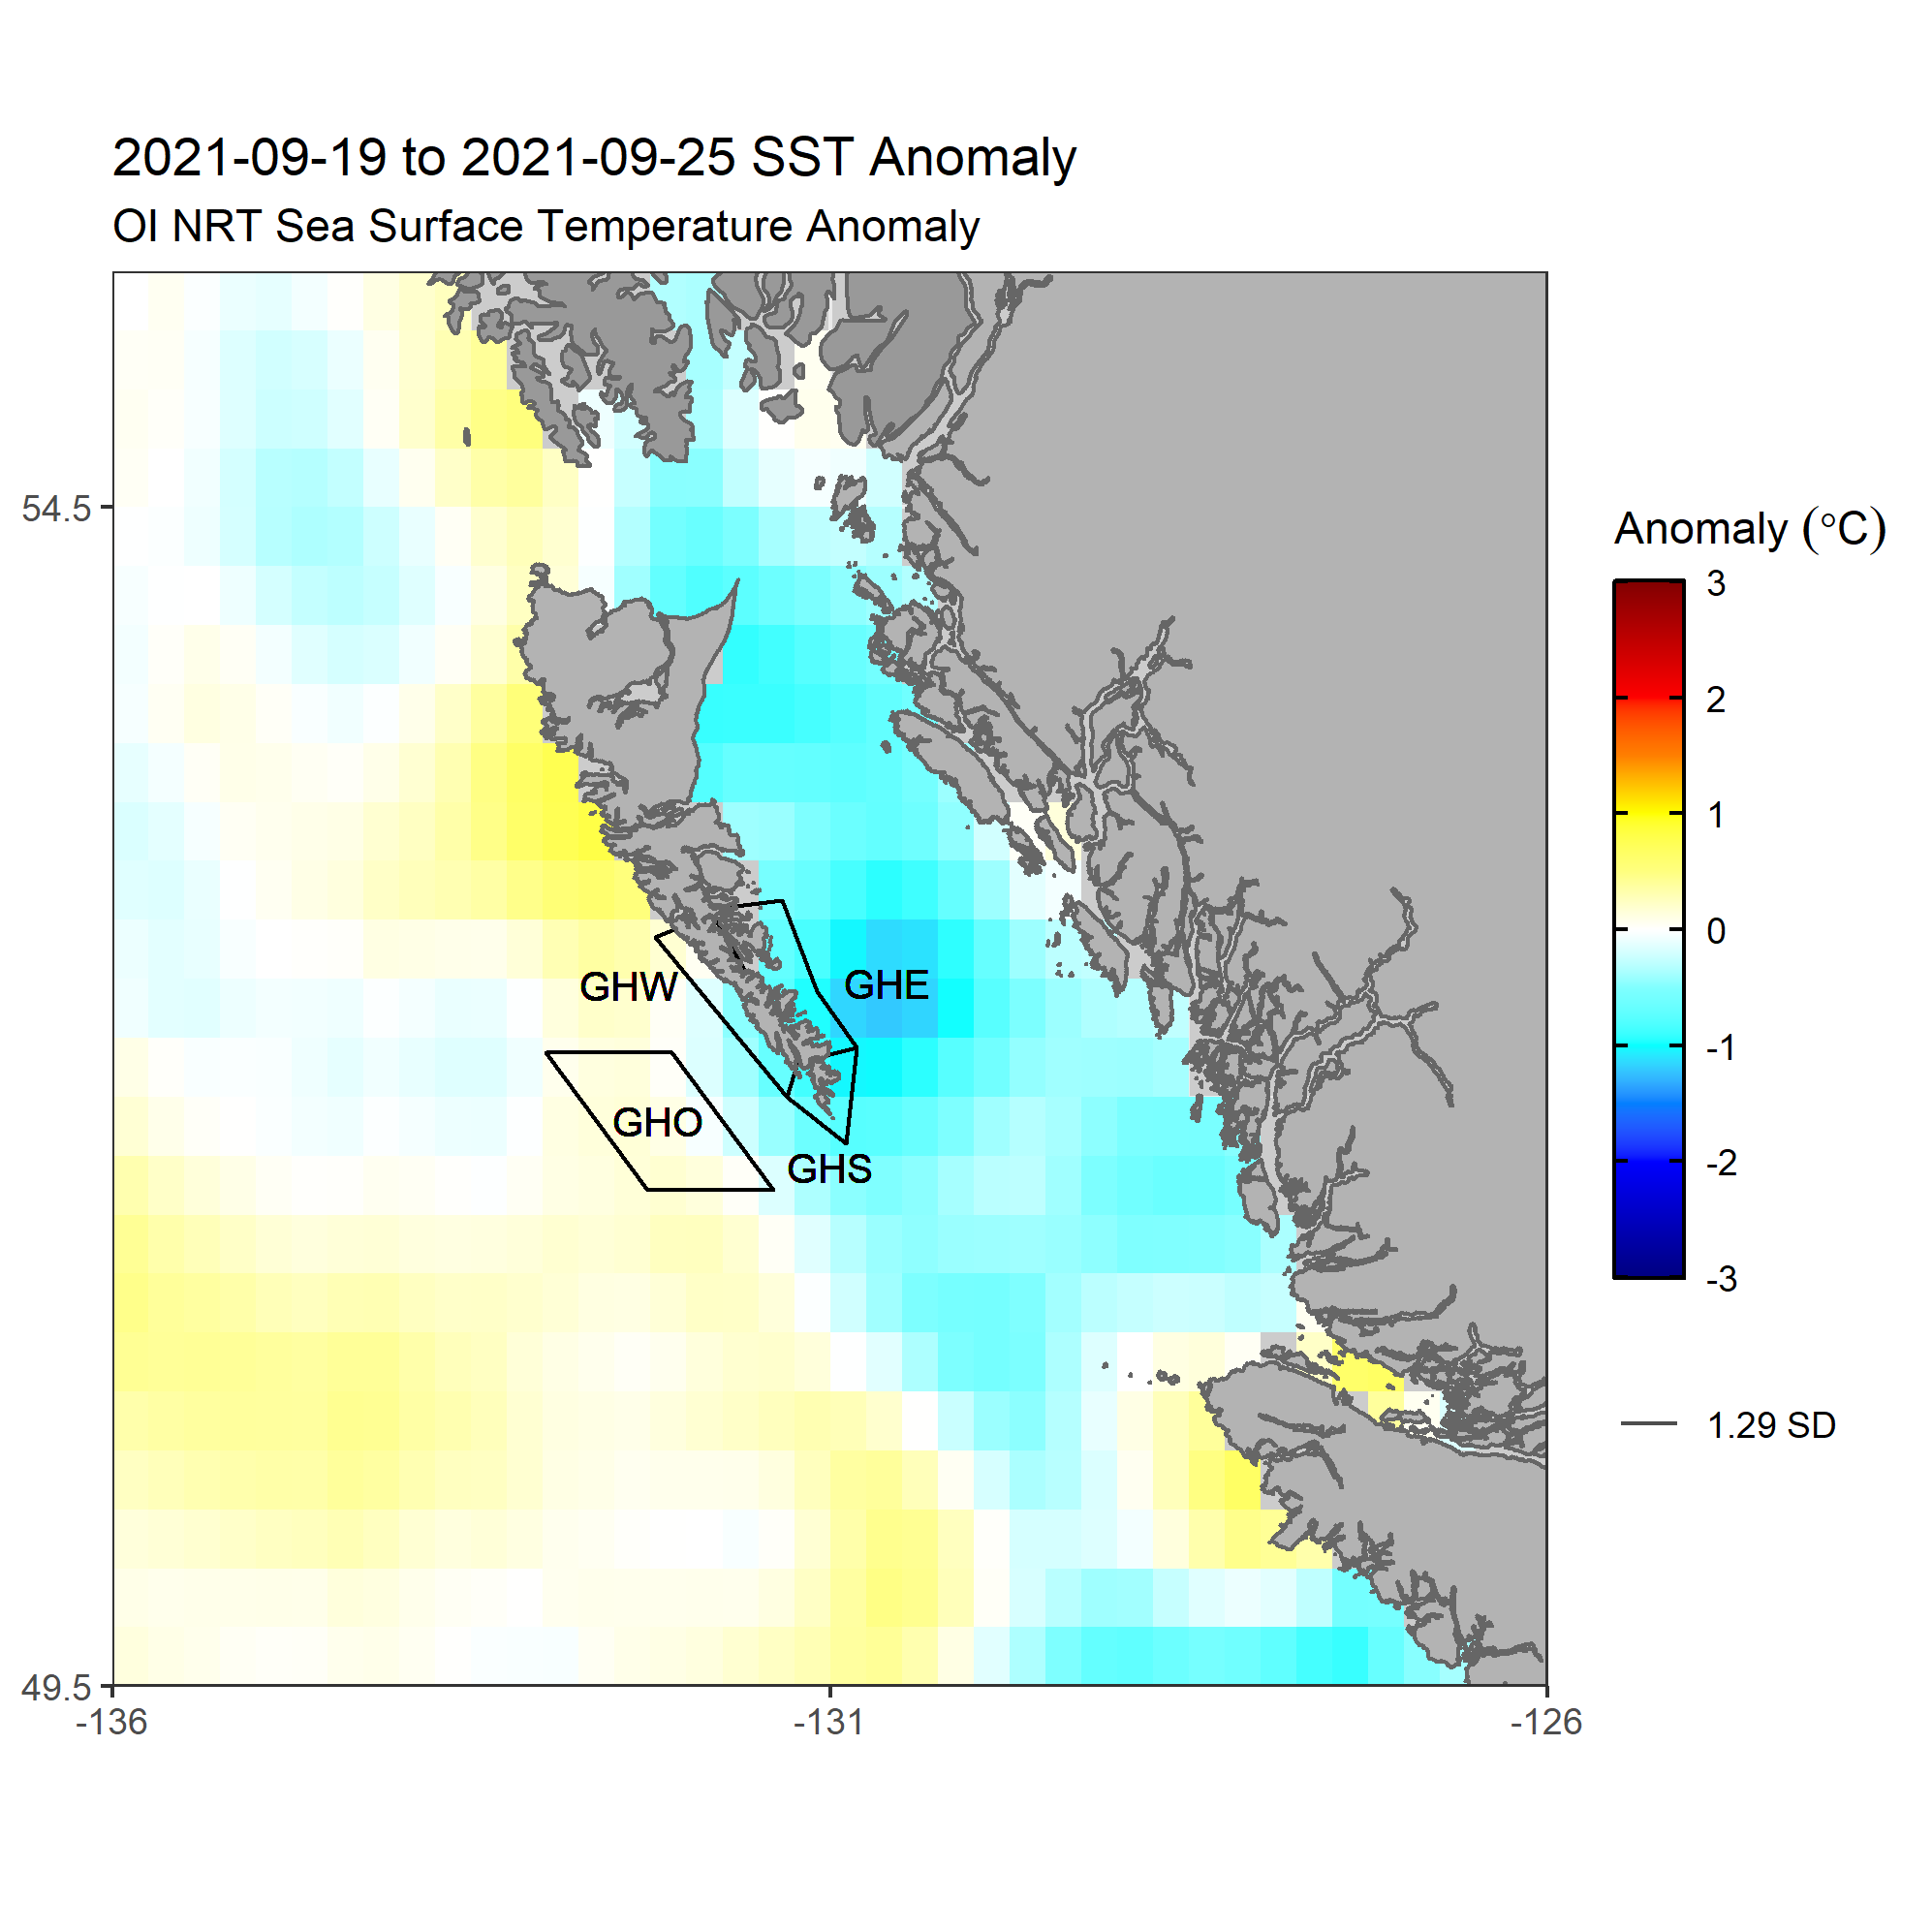 2021-09-19 to 2021-09-25 SST Anomaly
OI NRT Sea Surface Temperature Anomaly
54.5
49.5
-136
-131
-126
GHW
GHE
GHO
GHS
Anomaly (°C)
3
2
1
0
-1
-2
-3
1.29 SD